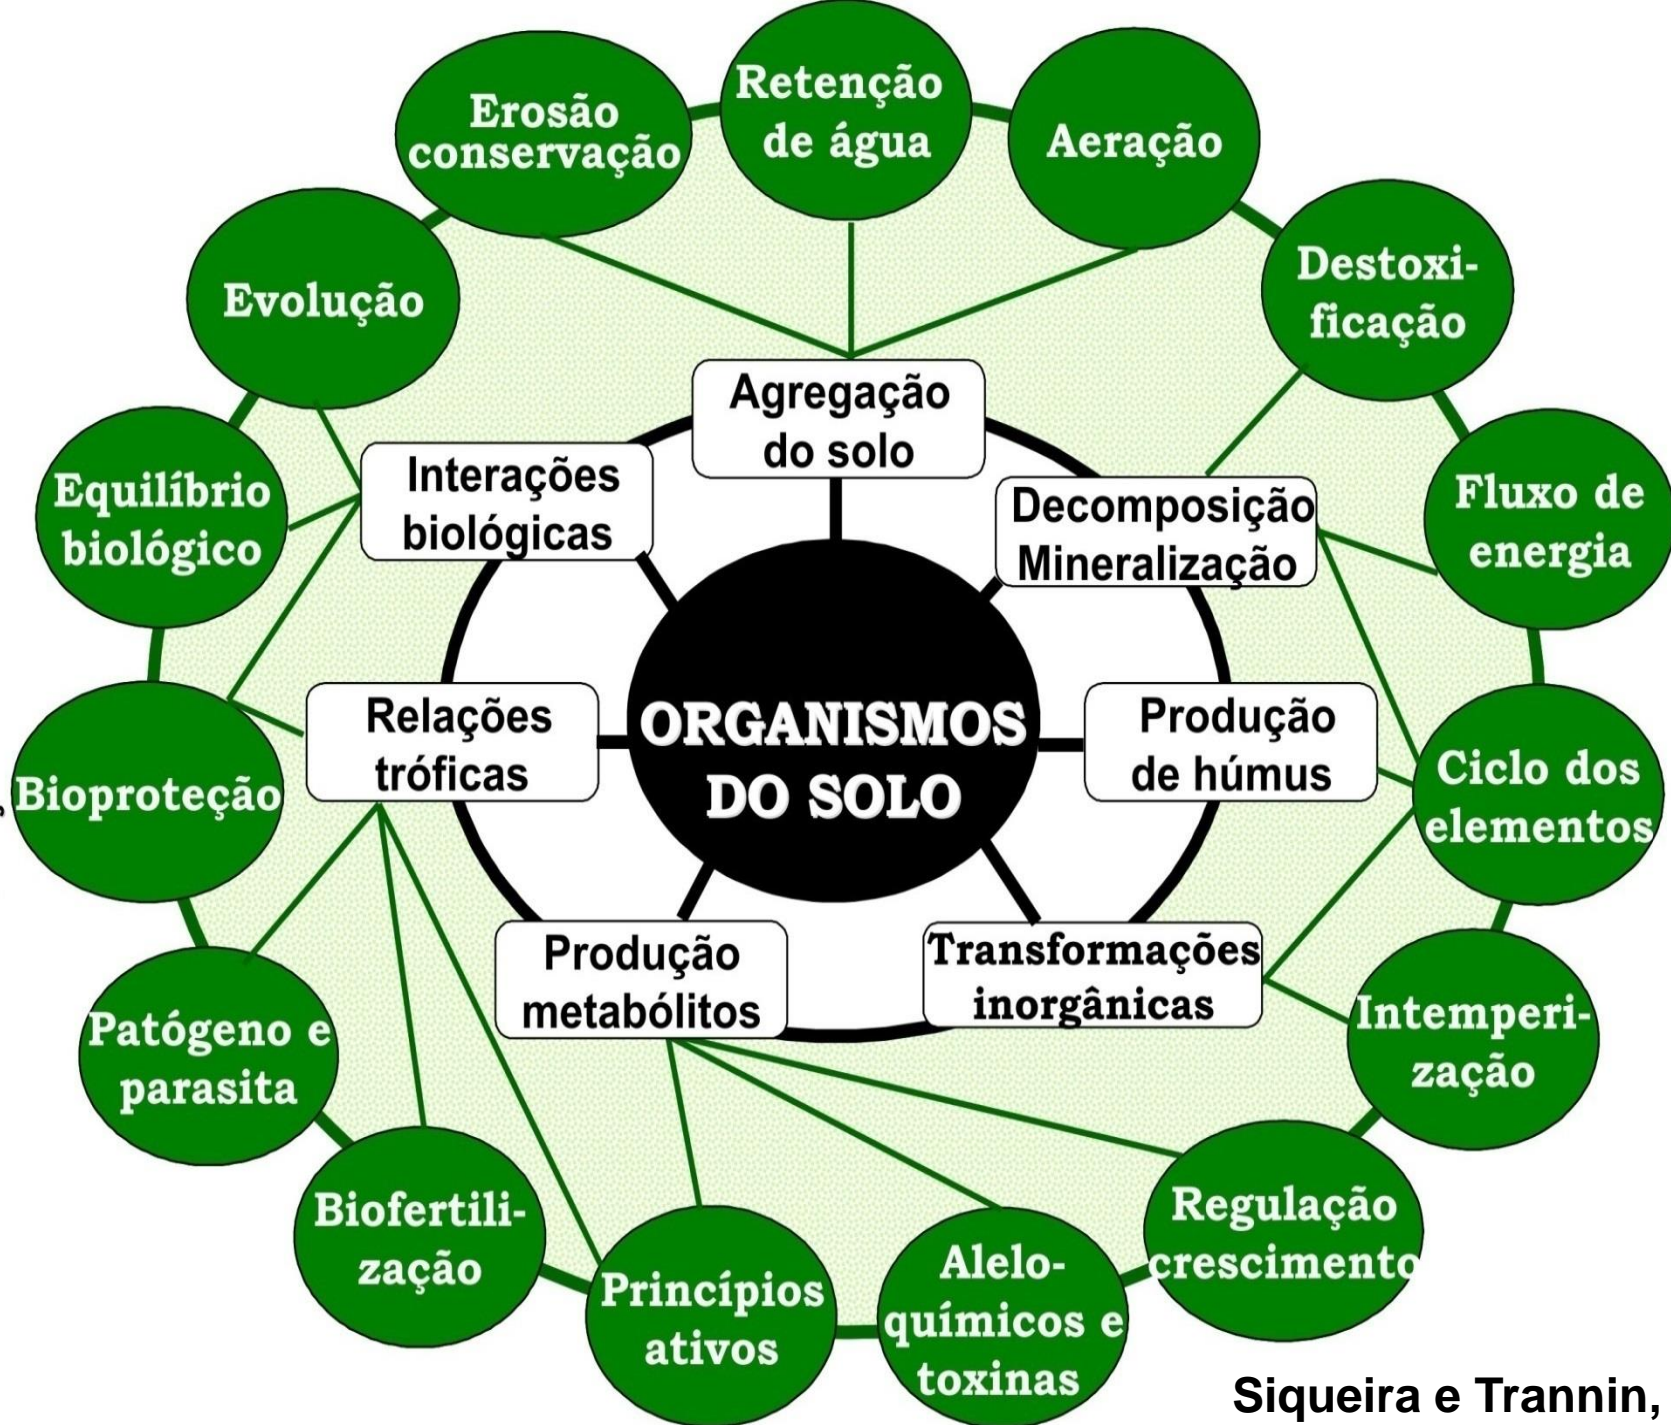 Retenção
de água
Erosão
conservação
Aeração
Destoxi-
ficação
Evolução
Agregação
do solo
Interações
biológicas
Decomposição
Mineralização
Equilíbrio
biológico
Fluxo de
energia
Relações
tróficas
ORGANISMOS
DO SOLO
Produção
de húmus
Bioproteção
Ciclo dos
elementos
Produção
metabólitos
Transformações
inorgânicas
Patógeno e
parasita
Intemperi-
zação
Biofertili-
zação
Princípios
ativos
Alelo-
químicos e
toxinas
Regulação
crescimento
Siqueira e Trannin,